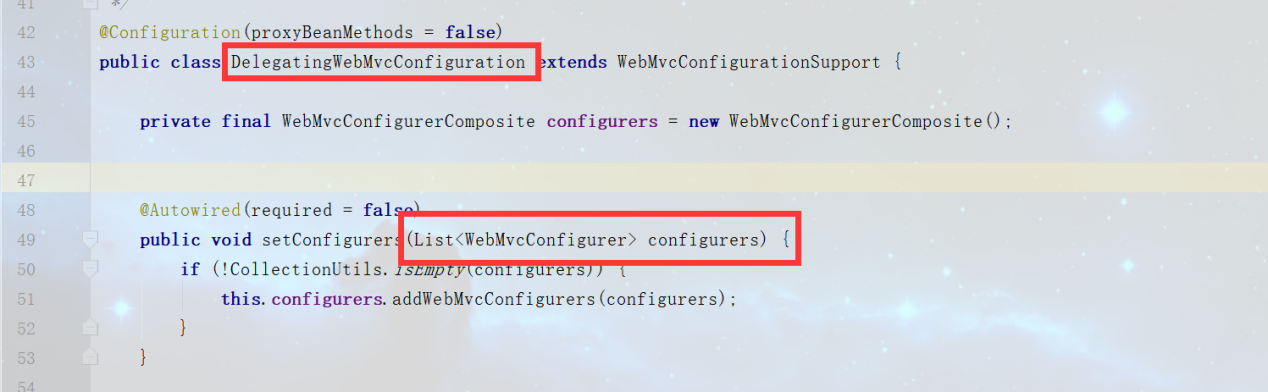 41 */
42 @Configuration(proxyBeanMethods = false)
43 public class DelegatingWebMvcConfiguration extends WebMvcConfigurationSupport {
44
45 private final WebMvcConfigurerComposite configurers = new WebMvcConfigurerComposite();
46
47
48 @Autowired(required = false)
49 public void setConfigurers(List<WebMvcConfigurer> configurers) {
50 if (!CollectionUtils.isEmpty(configurers)) {
51 this.configurers.addWebMvcConfigurers(configurers);
52 }
53 }
54